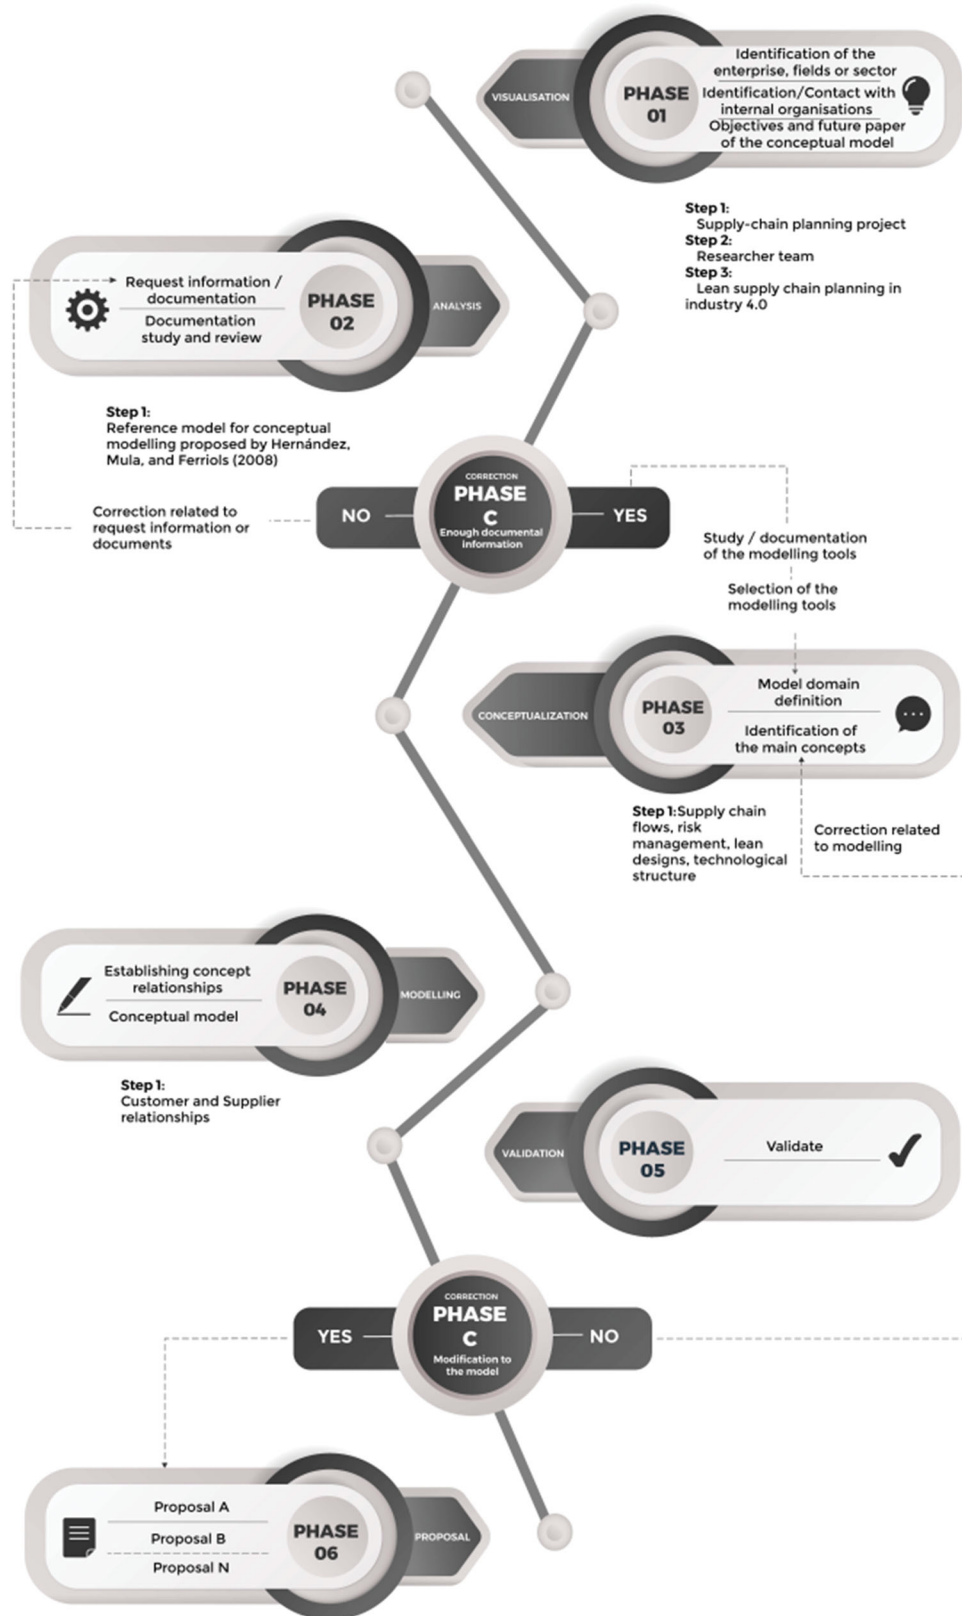 VISUALISATION
PHASE
01
Identification of the
enterprise, fields or sector
Identification/Contact with
internal organisations
Objectives and future paper
of the conceptual model
Step 1:
Supply-chain planning project
Step 2:
Researcher team
Step 3:
Lean supply chain planning in
industry 4.0
Request information /
documentation
Documentation
study and review
PHASE
02
ANALYSIS
Step 1:
Reference model for conceptual
modelling proposed by Hernández,
Mula, and Ferriols (2008)
Correction related to
request information or
documents
NO
CORRECTION
PHASE
C
Enough documental
information
YES
Study / documentation
of the modelling tools
Selection of the
modelling tools
CONCEPTUALIZATION
PHASE
03
Model domain
definition
Identification of
the main concepts
Step 1:Supply chain
flows, risk
management, lean
designs, technological
structure
Correction related
to modelling
Establishing concept
relationships
Conceptual model
PHASE
04
MODELLING
Step 1:
Customer and Supplier
relationships
VALIDATION
PHASE
05
Validate
YES
CORRECTION
PHASE
C
Modification to
the model
NO
Proposal A
Proposal B
Proposal N
PHASE
06
PROPOSAL